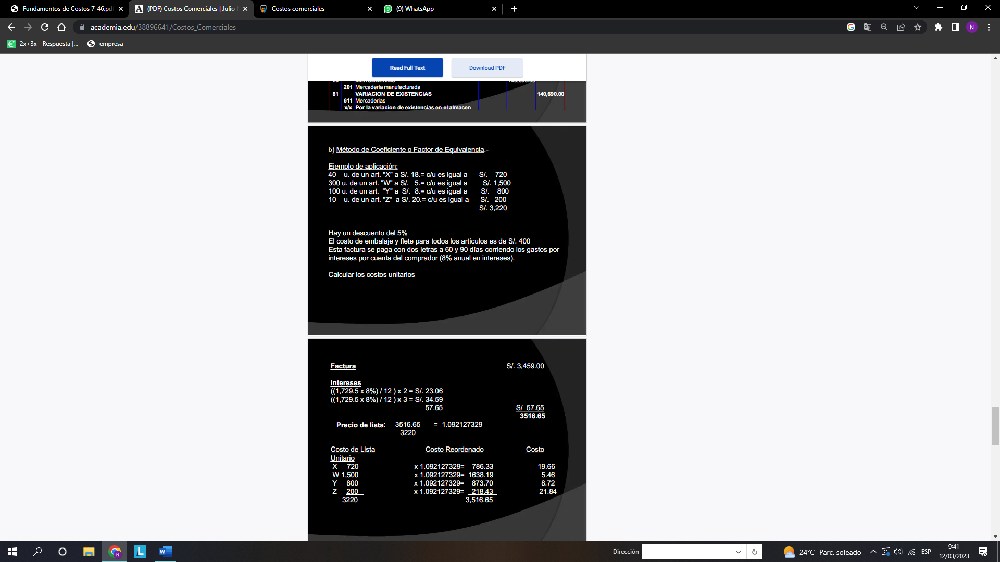 Fundamentos de Costos 7-46.pdf
(PDF) Costos Comerciales | Julio
Costos comerciales
(9) WhatsApp
academia.edu/38896641/Costos_Comerciales
N
2x+3x - Respuesta |...
empresa
Read Full Text
Download PDF
20 MERCADERIAS 140,690.00
201 Mercadería manufacturada
61 VARIACION DE EXISTENCIAS 140,690.00
611 Mercaderias
x/x Por la variacion de existencias en el almacen
b) Método de Coeficiente o Factor de Equivalencia.-
Ejemplo de aplicación:
40 u. de un art. "X" a S/. 18.= c/u es igual a S/. 720
300 u. de un art. "W" a S/. 5.= c/u es igual a S/. 1,500
100 u. de un art. "Y" a S/. 8.= c/u es igual a S/. 800
10 u. de un art. "Z“ a S/. 20.= c/u es igual a S/. 200
S/. 3,220
Hay un descuento del 5%
El costo de embalaje y flete para todos los artículos es de S/. 400
Esta factura se paga con dos letras a 60 y 90 días corriendo los gastos por
intereses por cuenta del comprador (8% anual en intereses).
Calcular los costos unitarios
Factura S/. 3,459.00
Intereses
((1,729.5 x 8%) / 12 ) x 2 = S/. 23.06
((1,729.5 x 8%) / 12 ) x 3 = S/. 34.59
57.65 S/ 57.65
3516.65
Precio de lista: 3516.65 = 1.092127329
3220
Costo de Lista Costo Reordenado Costo
Unitario
X 720 x 1.092127329= 786.33 19.66
W 1,500 x 1.092127329= 1638.19 5.46
Y 800 x 1.092127329= 873.70 8.72
Z 200 x 1.092127329= 218.43 21.84
3220 3,516.65
Dirección
24°C Parc. soleado
ESP
9:41
12/03/2023